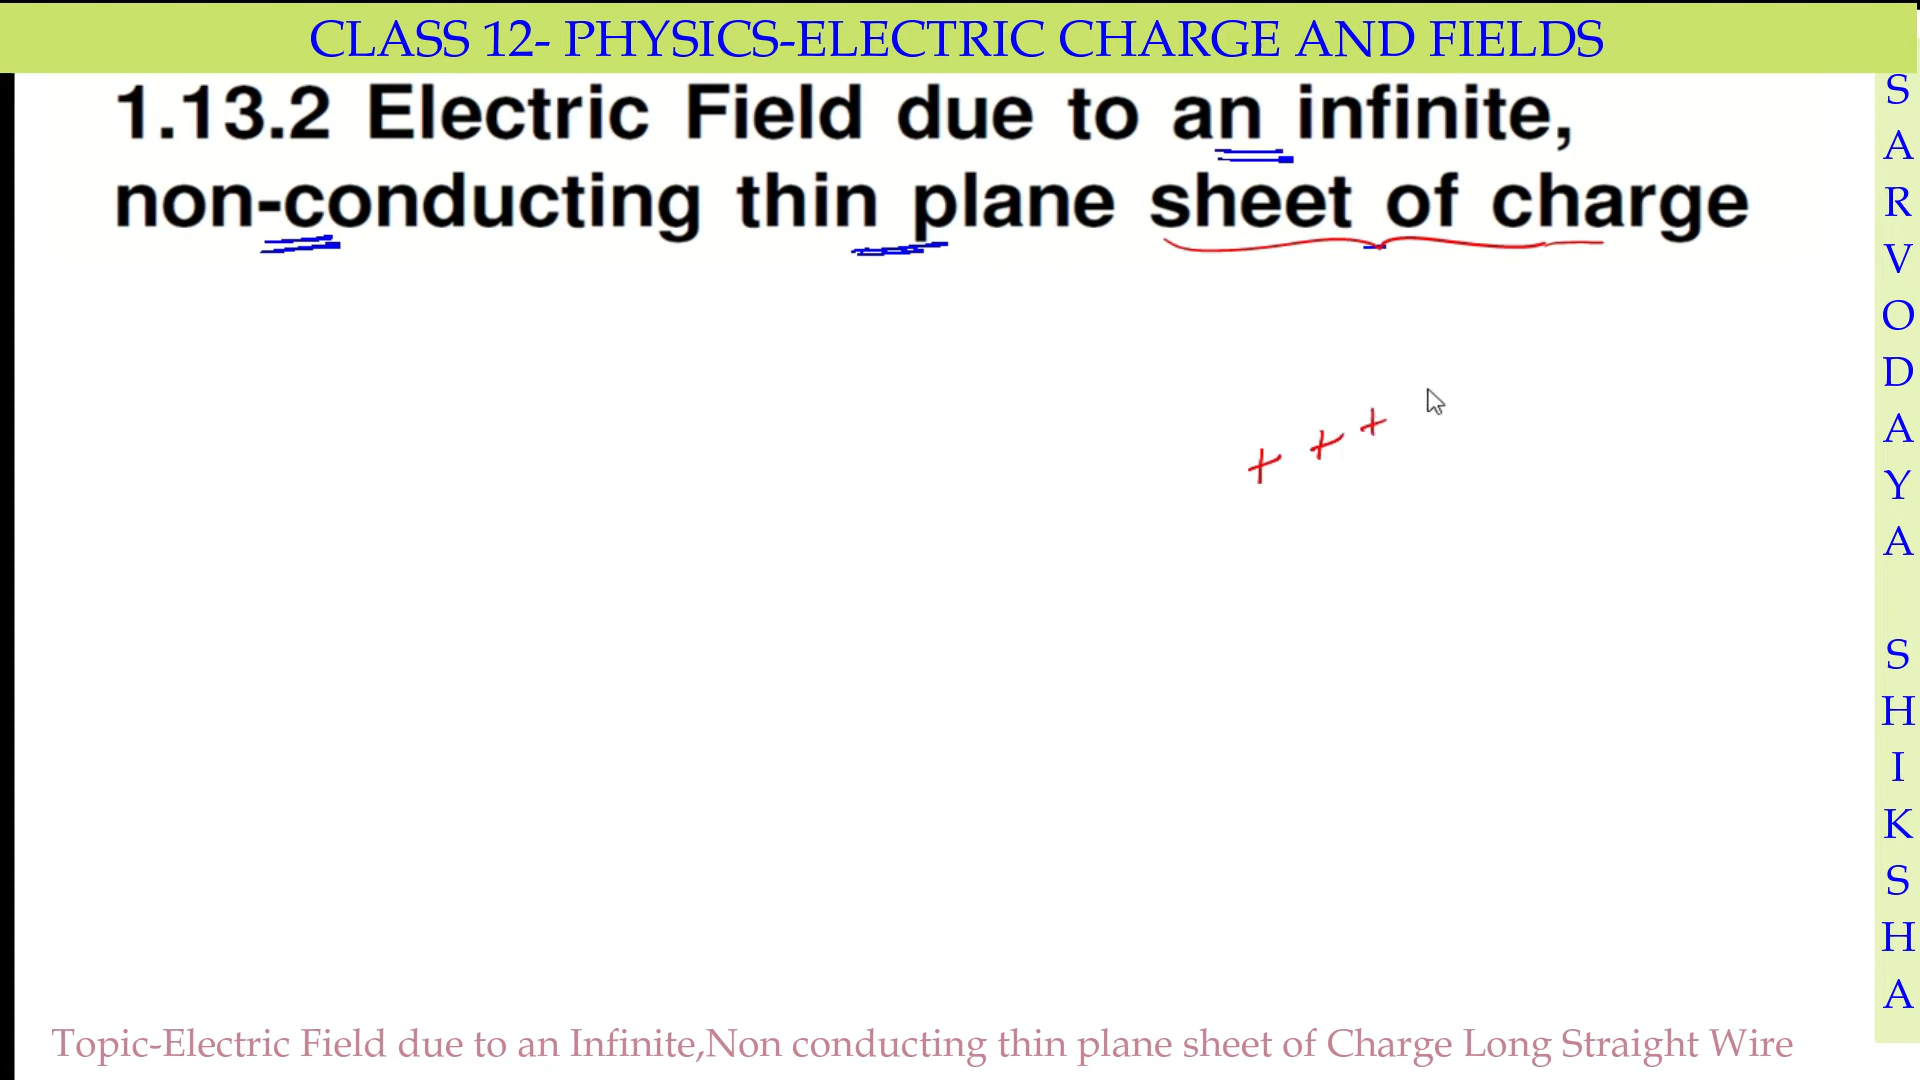 CLASS 12- PHYSICS-ELECTRIC CHARGE AND FIELDS
1.13.2 Electric Field due to an infinite,
non-conducting thin plane sheet of charge
+ + +
Topic-Electric Field due to an Infinite,Non conducting thin plane sheet of Charge Long Straight Wire
SARVODAYA SHIKSHA